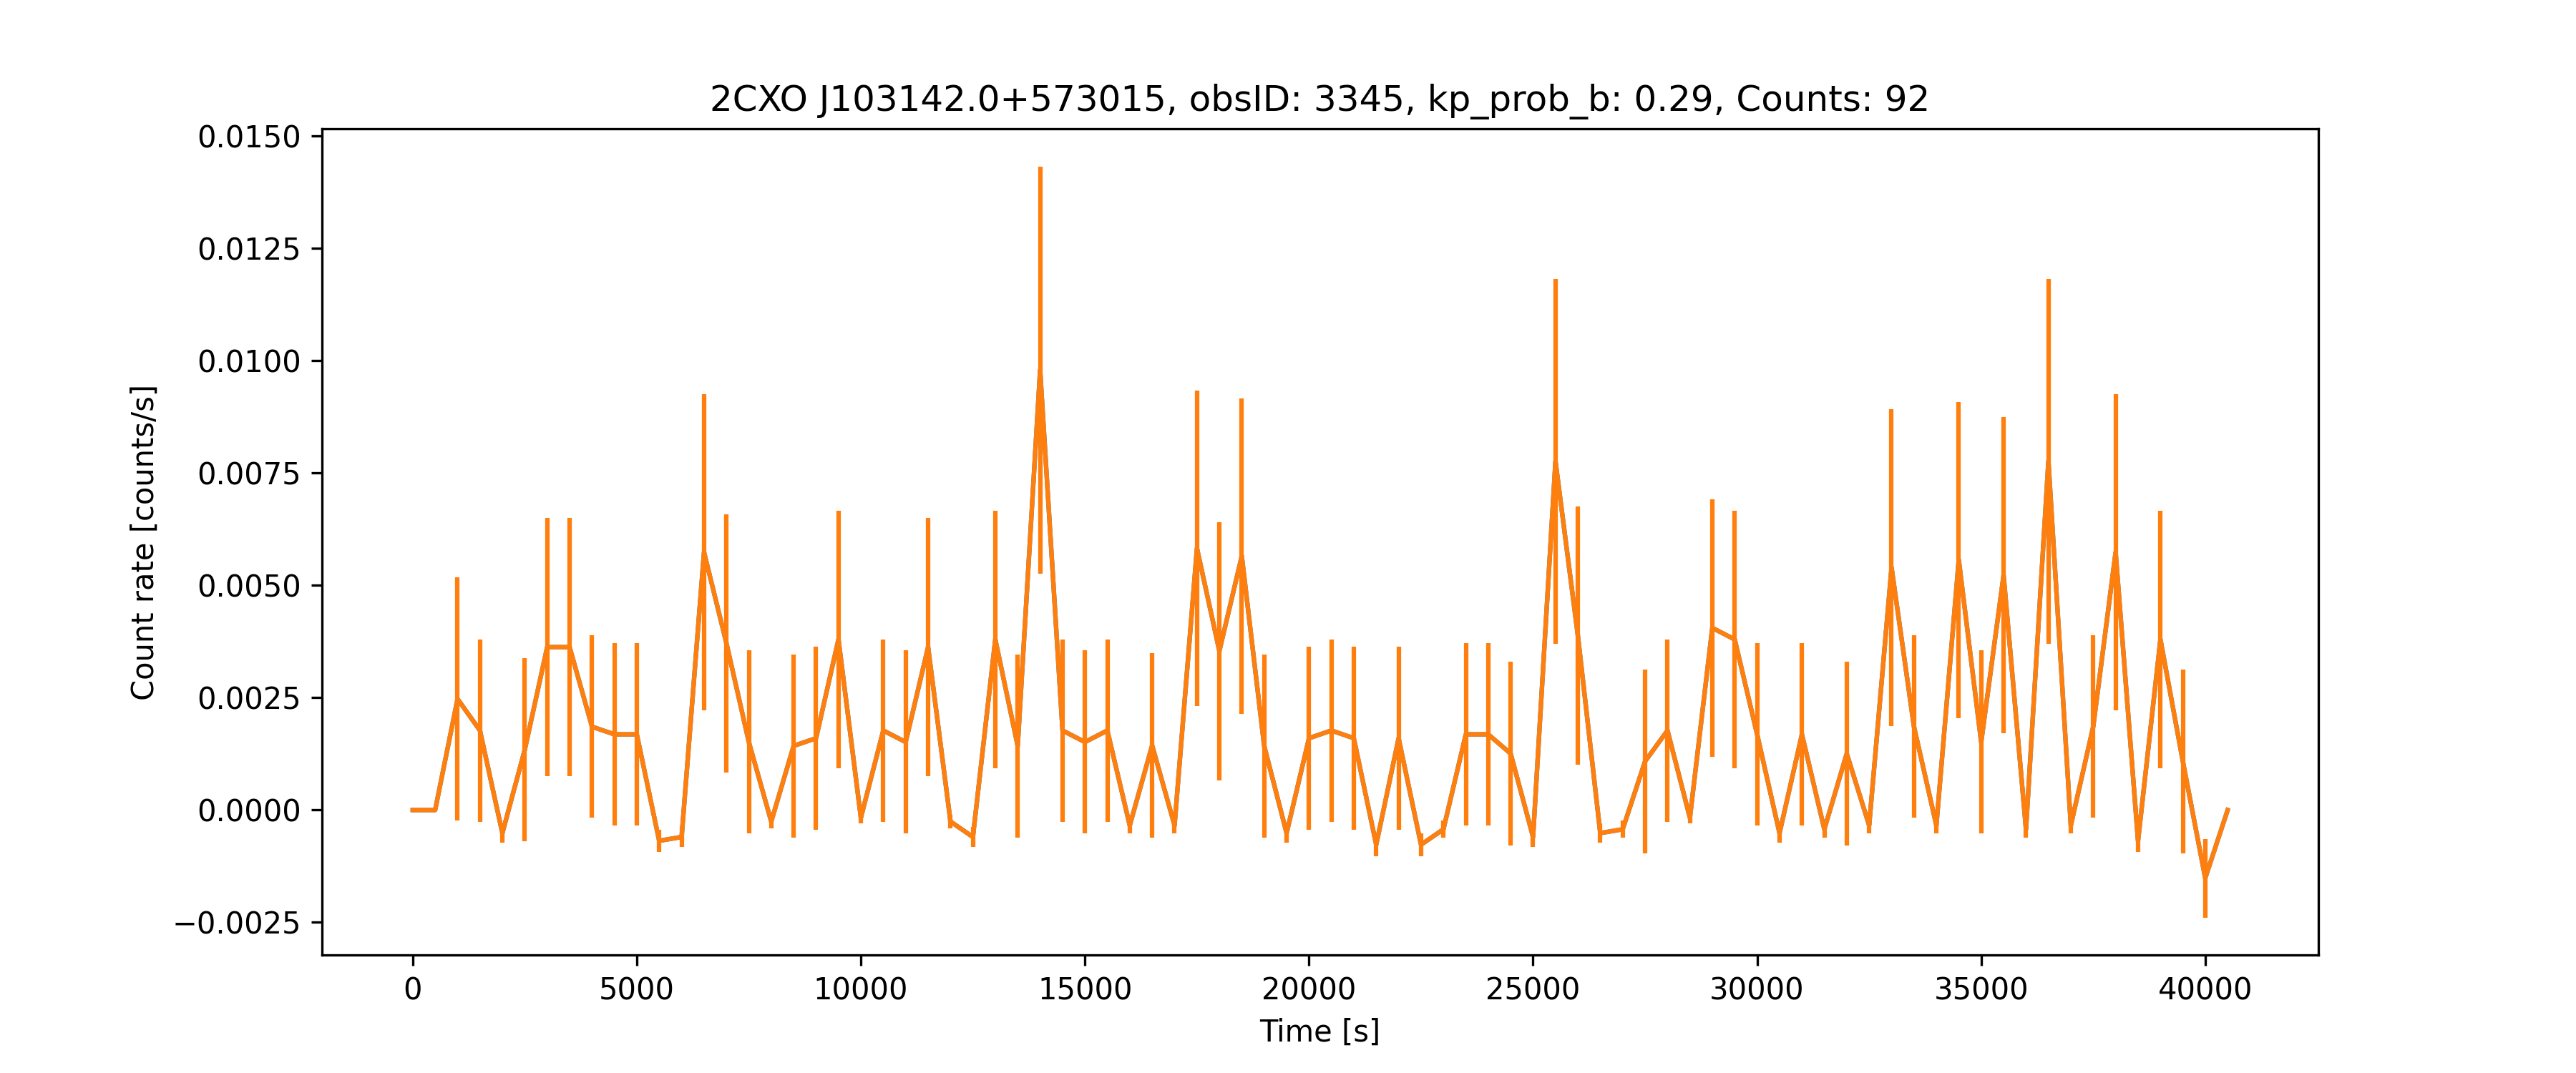 2CXO J103142.0+573015, obsID: 3345, kp_prob_b: 0.29, Counts: 92
Count rate [counts/s]
0.0150
0.0125
0.0100
0.0075
0.0050
0.0025
0.0000
−0.0025
0 5000 10000 15000 20000 25000 30000 35000 40000
Time [s]